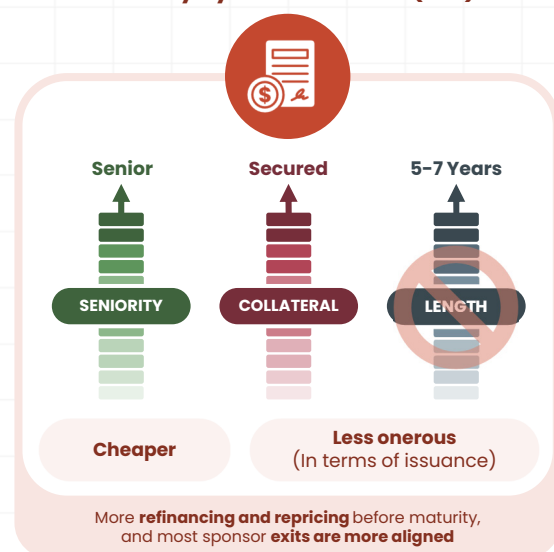 Senior
Secured
5-7 Years
$
SENIORITY
COLLATERAL
LENGTH
Cheaper
Less onerous
(In terms of issuance)
More refinancing and repricing before maturity,
and most sponsor exits are more aligned